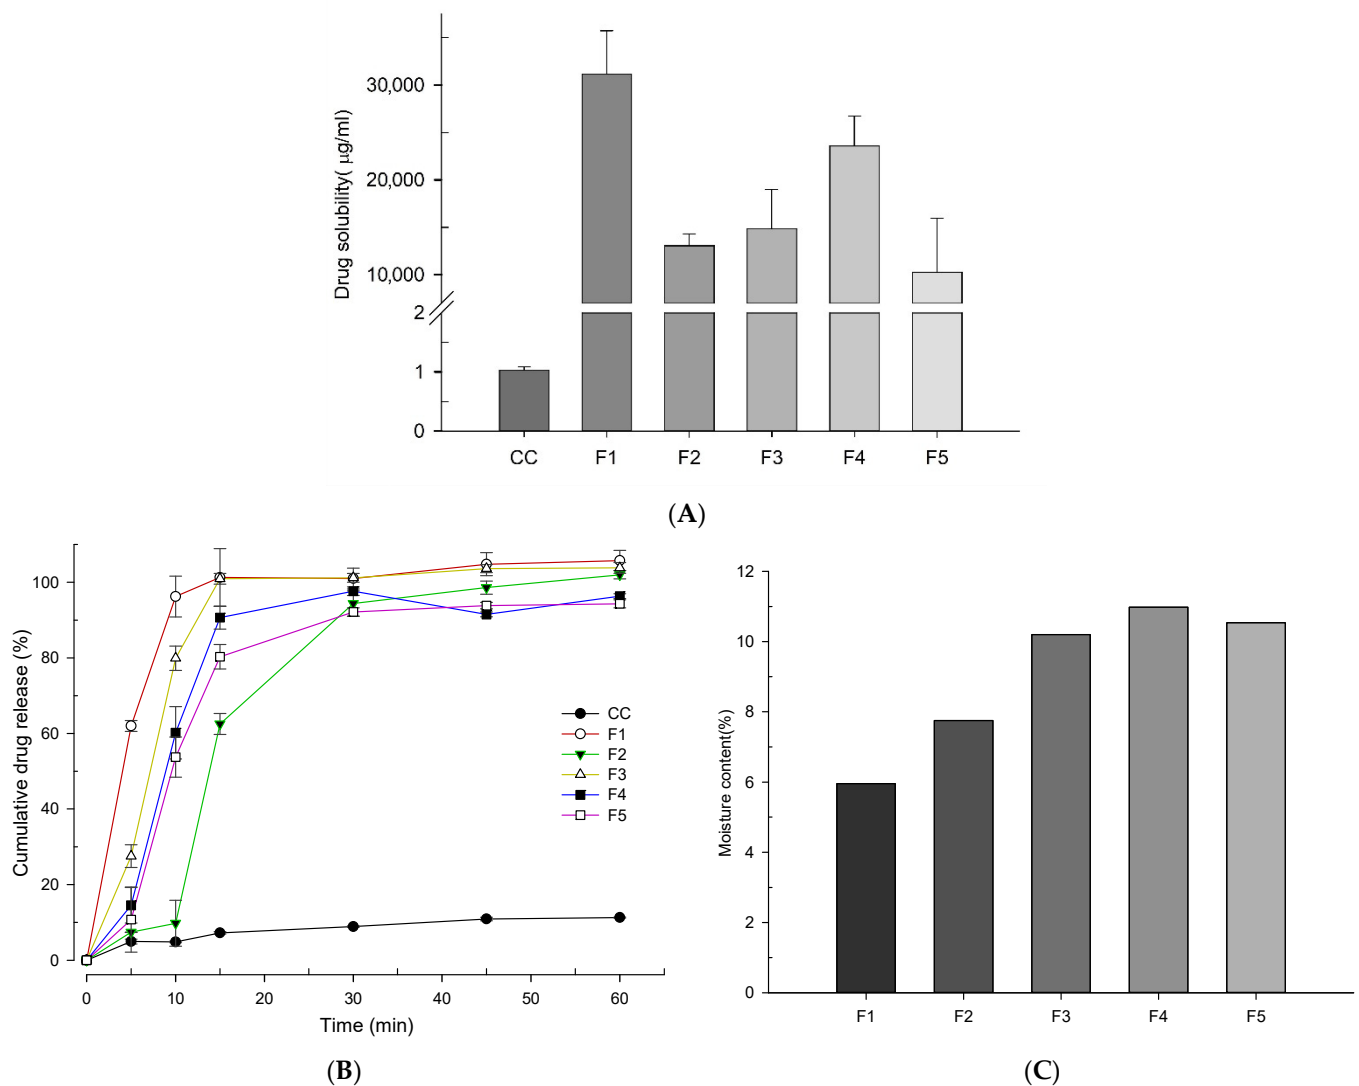 Drug solubility( µg/ml)
30,000
20,000
10,000
2
1
0
CC F1 F2 F3 F4 F5
(A)
Cumulative drug release (%)
100
80
60
40
20
0
CC
F1
F2
F3
F4
F5
0 10 20 30 40 50 60
Time (min)
(B)
Moisture content(%)
12
10
8
6
4
2
0
F1 F2 F3 F4 F5
(C)